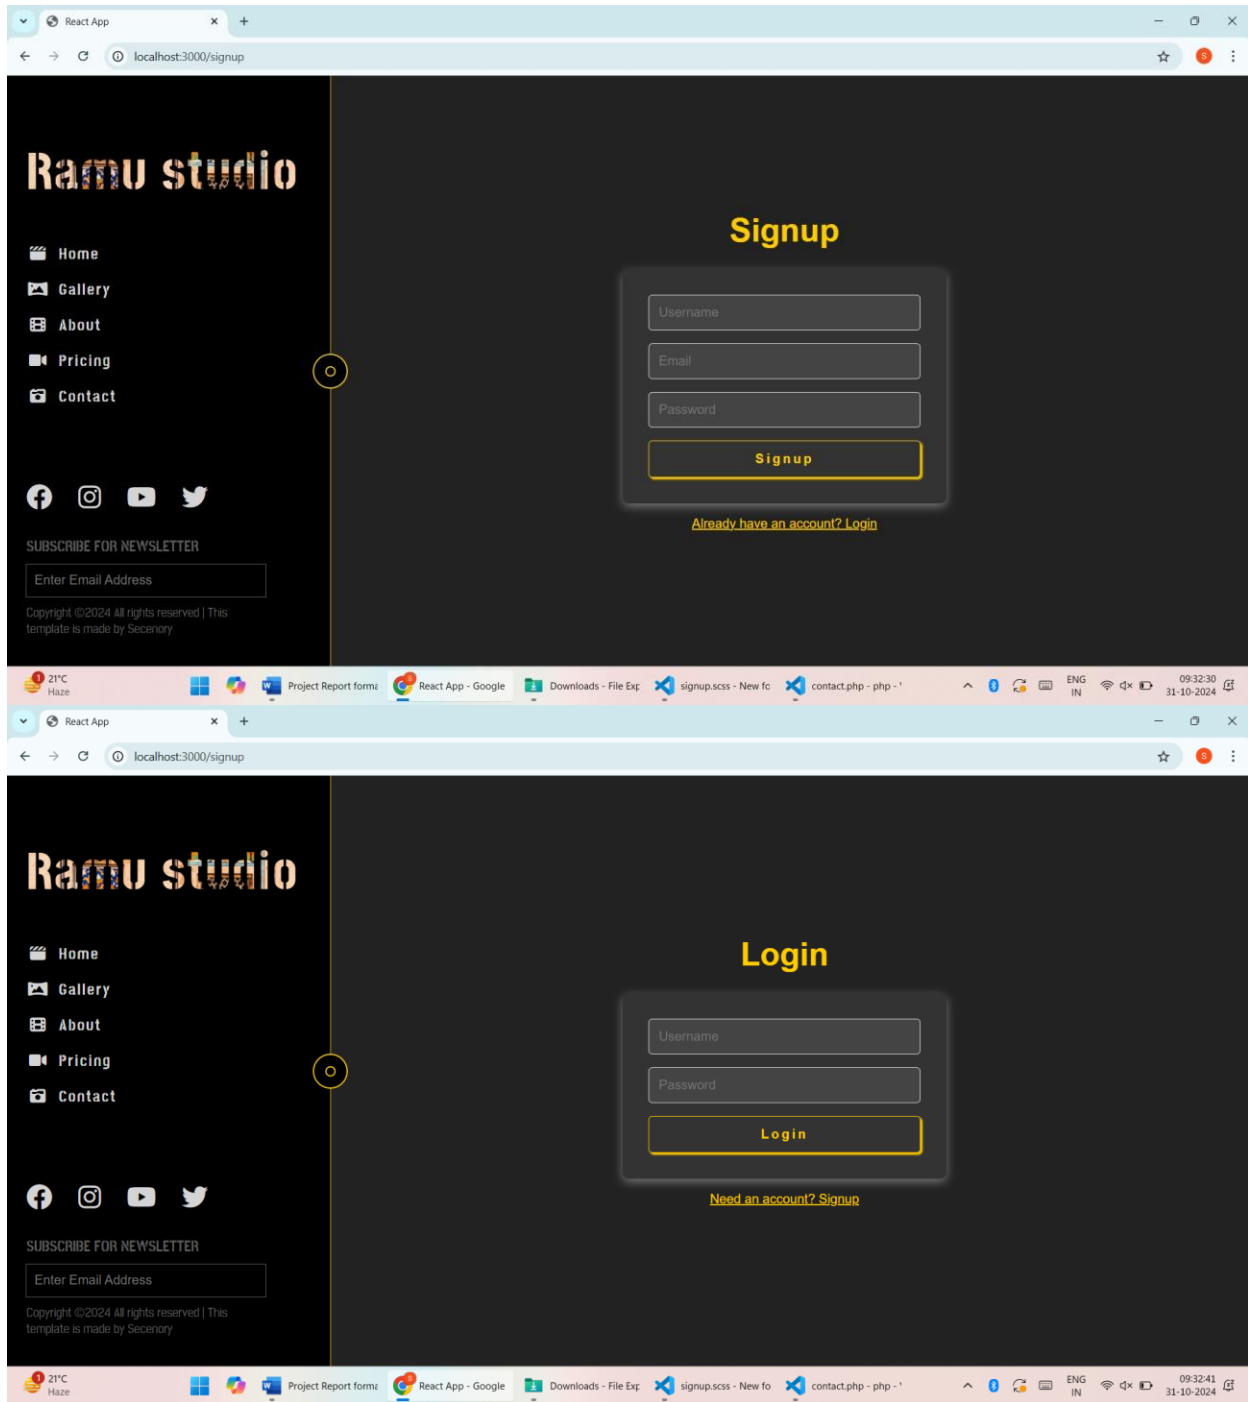 React App
localhost:3000/signup
S
Ramu studio
Home
Gallery
About
Pricing
Contact
SUBSCRIBE FOR NEWSLETTER
Enter Email Address
Copyright ©2024 All rights reserved | This
template is made by Secenory
Signup
Username
Email
Password
Signup
Already have an account? Login
1
21°C
Haze
Project Report forma
React App - Google
Downloads - File Exp
signup.scss - New fo
contact.php - php - '
ENG
IN
09:32:30
31-10-2024
React App
localhost:3000/signup
S
Ramu studio
Home
Gallery
About
Pricing
Contact
SUBSCRIBE FOR NEWSLETTER
Enter Email Address
Copyright ©2024 All rights reserved | This
template is made by Secenory
Login
Username
Password
Login
Need an account? Signup
1
21°C
Haze
Project Report forma
React App - Google
Downloads - File Exp
signup.scss - New fo
contact.php - php - '
ENG
IN
09:32:41
31-10-2024